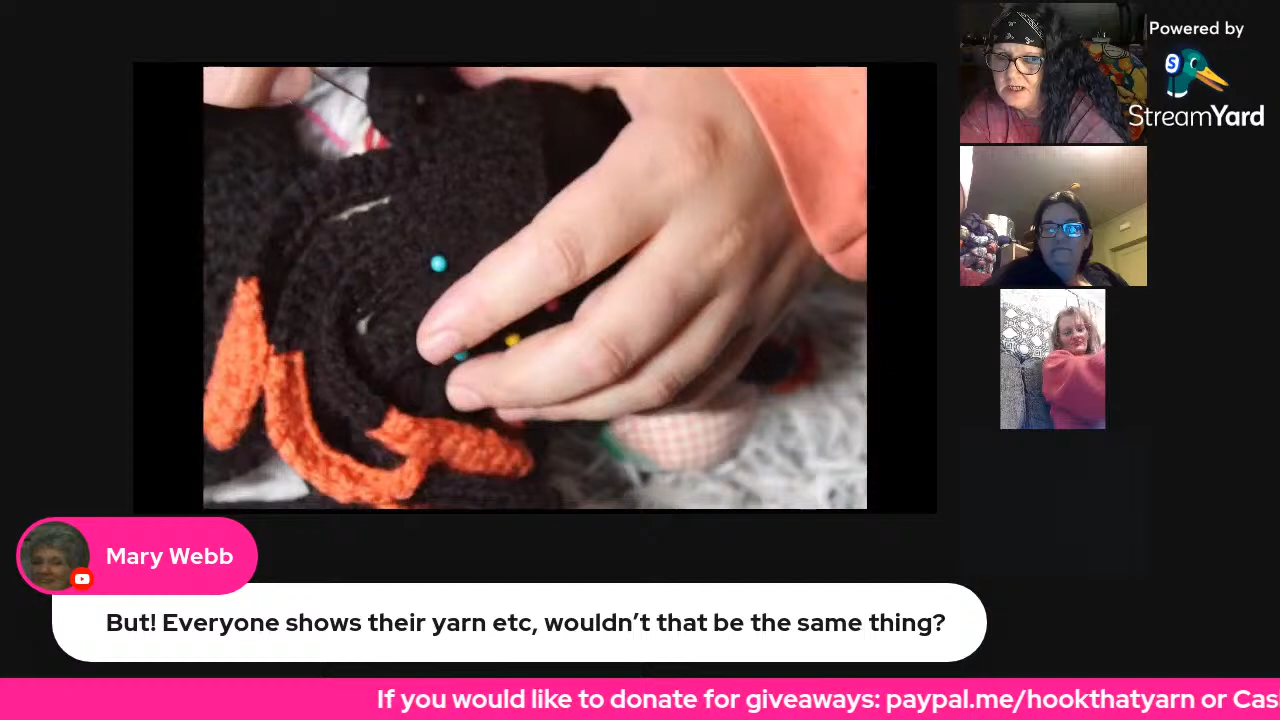 Powered by
StreamYard
Mary Webb
But! Everyone shows their yarn etc, wouldn’t that be the same thing?
If you would like to donate for giveaways: paypal.me/hookthatyarn or Cas